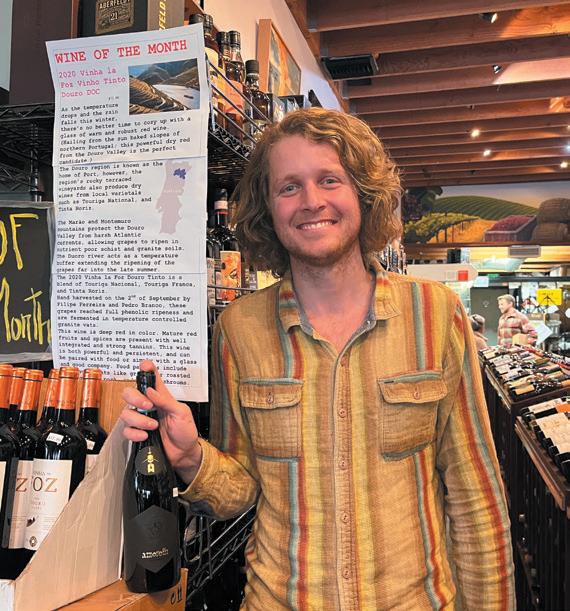 ABERFELDY
21
WINE OF THE MONTH
2020 Vinha la
Foz Vinho Tinto
Douro DOC
As the temperature
drops and the rain
falls this winter,
there's no better time to cozy up with a
glass of warm and robust red wine.
(Hailing from the sun baked slopes of
northern Portugal; this powerful dry red
from the Douro Valley is the perfect
candidate.)
The Douro region is known as the
home of Port, however, the
region's rocky terraced
vineyards also produce dry
wines from local varietals
such as Touriga National, and
Tinta Roriz.
The Marão and Montemuro
mountains protect the Douro
Valley from harsh Atlantic
currents, allowing grapes to ripen in
nutrient poor schist and granite soils.
The Duoro river acts as a temperature
buffer extending the ripening of the
grapes far into the late summer.
The 2020 Vinha la Foz Douro Tinto is a
blend of Touriga Nacional, Touriga Franca,
and Tinta Roriz.
Hand harvested on the 2nd of September by
Filipe Ferreira and Pedro Branco, these
grapes reached full phenolic ripeness and
are fermented in temperature controlled
granite vats.
This wine is deep red in color. Mature red
fruits and spices are present with well
integrated and strong tannins. This wine
is both powerful and persistent, and can
be paired with food or with a glass
and good company. Food include
like roasted
mushrooms.
OF
Month
VINHA
FOZ
FOZ